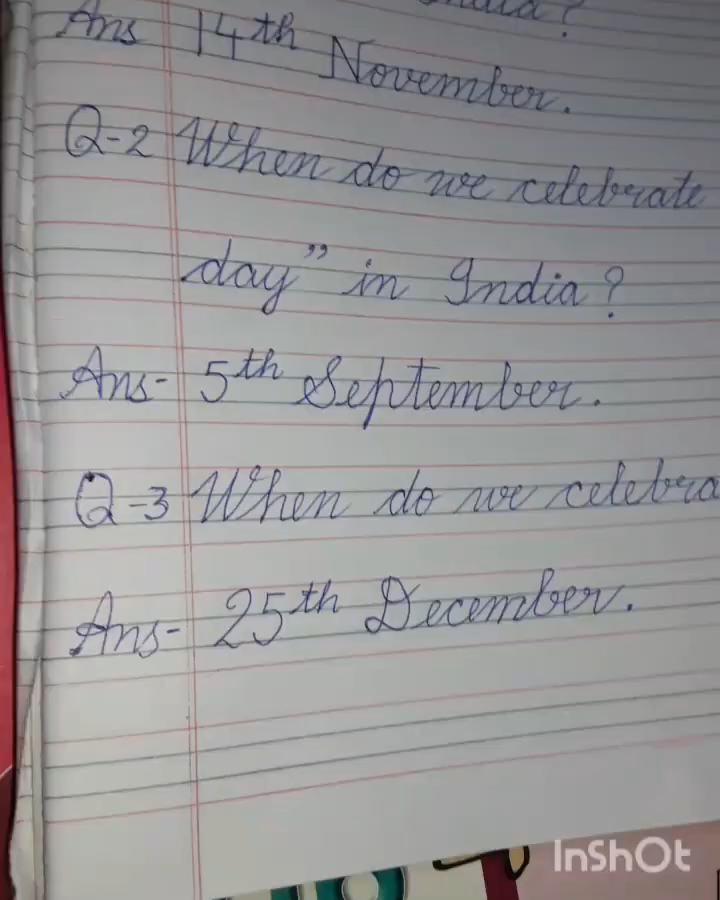 India?
Ans 14th November.
Q-2 When do we celebrate
day" in India?
Ans- 5th September.
Q-3 When do we celebra
Ans- 25th December.
InShOt